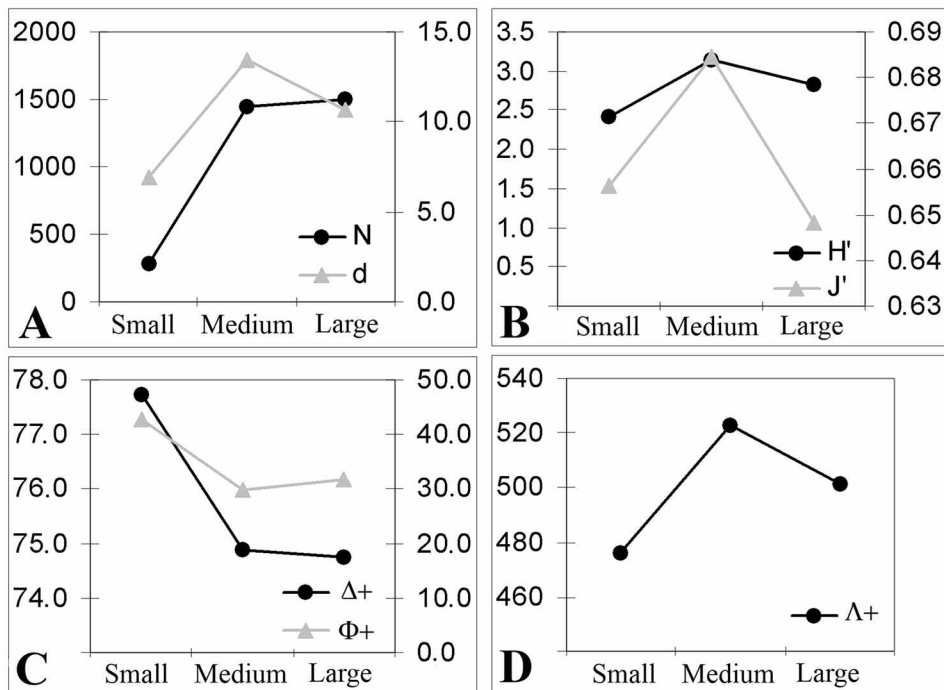 2000
1500
1000
500
0
15.0
10.0
5.0
0.0
N
d
A
Small Medium Large
3.5
3.0
2.5
2.0
1.5
1.0
0.5
0.69
0.68
0.67
0.66
0.65
0.64
0.63
H'
J'
B
Small Medium Large
78.0
77.0
76.0
75.0
74.0
50.0
40.0
30.0
20.0
10.0
0.0
Δ+
Φ+
C
Small Medium Large
540
520
500
480
460
Λ+
D
Small Medium Large